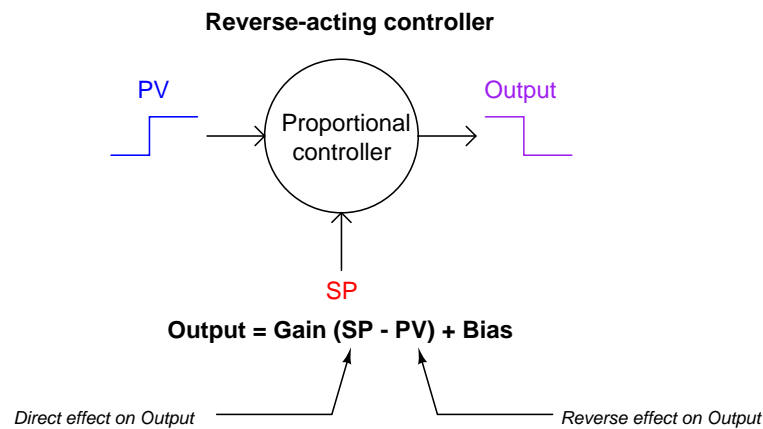 Reverse-acting controller
PV
Output
Proportional
controller
SP
Output = Gain (SP - PV) + Bias
Direct effect on Output
Reverse effect on Output